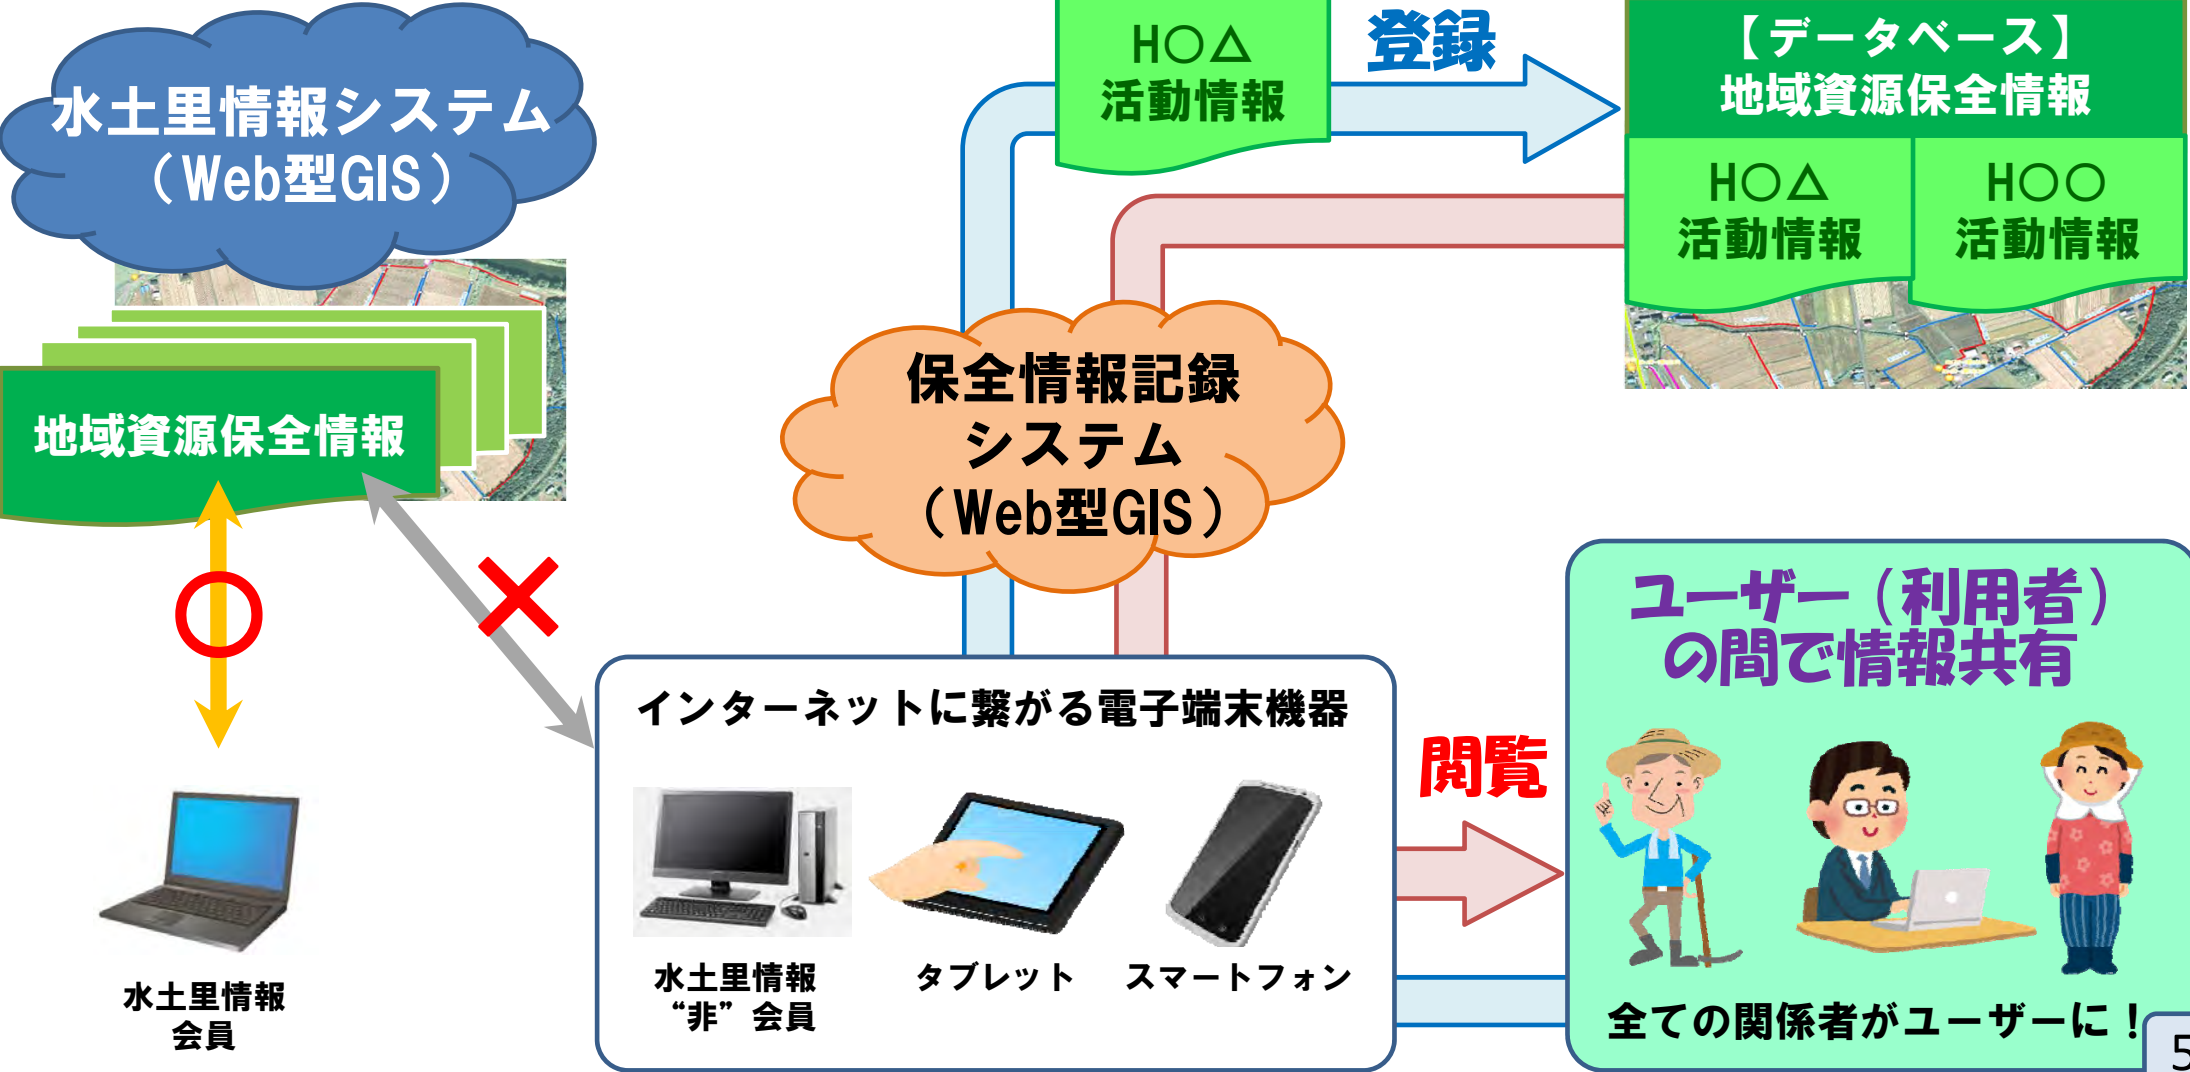 水土里情報システム
（Web型GIS）
地域資源保全情報
水土里情報
会員
H○△
活動情報
登録
【データベース】
地域資源保全情報
H○△
活動情報
H○○
活動情報
保全情報記録
システム
（Web型GIS）
インターネットに繋がる電子端末機器
水土里情報
“非”会員
タブレット
スマートフォン
閲覧
ユーザー（利用者）
の間で情報共有
全ての関係者がユーザーに！
5